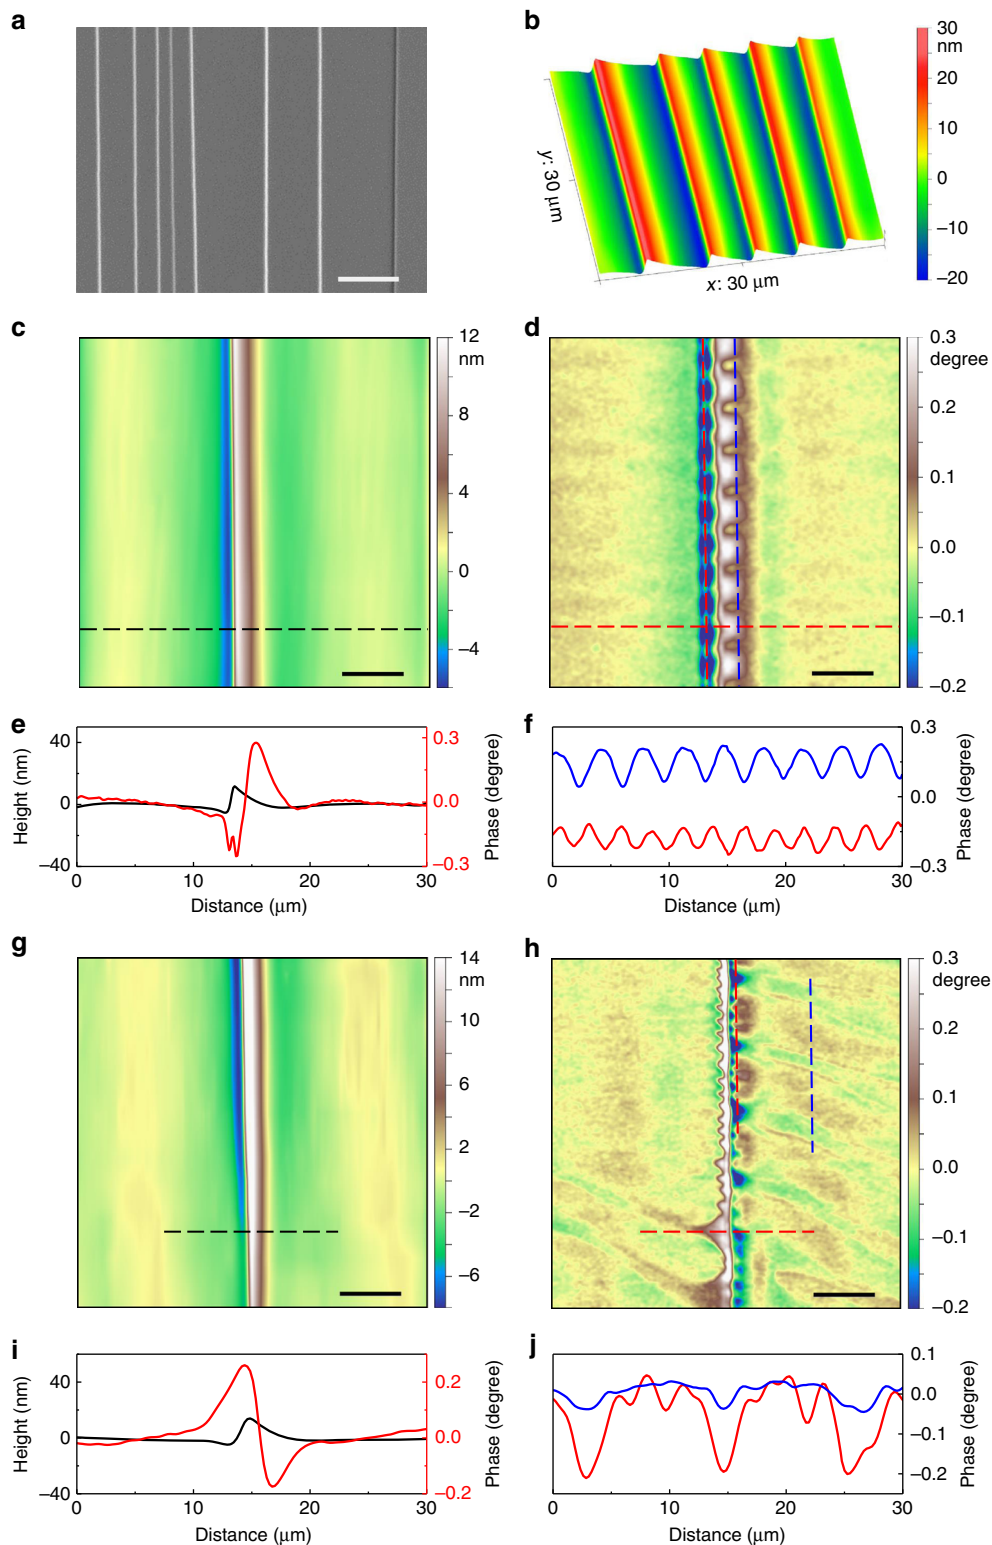 a
b
30
nm
20
10
0
−10
−20
y: 30 µm
x: 30 µm
c
12
nm
8
4
0
−4
d
0.3
degree
0.2
0.1
0.0
−0.1
−0.2
e
Height (nm)
40
0
−40
0.3
0.0
−0.3
Phase (degree)
0 10 20 30
Distance (µm)
f
0.3
0.0
−0.3
Phase (degree)
0 10 20 30
Distance (µm)
g
14
nm
10
6
2
−2
−6
h
0.3
degree
0.2
0.1
0.0
−0.1
−0.2
i
Height (nm)
40
0
−40
0.2
0.0
−0.2
Phase (degree)
0 10 20 30
Distance (µm)
j
0.1
0.0
−0.1
−0.2
Phase (degree)
0 10 20 30
Distance (µm)